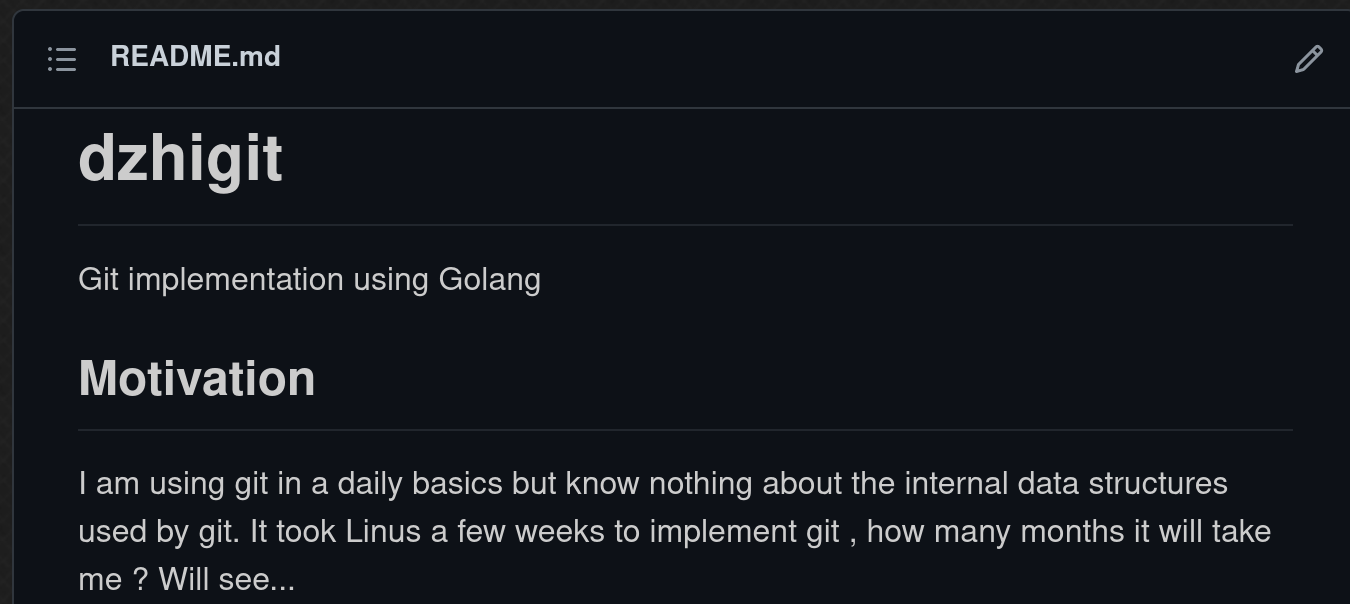 README.md
dzhigit
Git implementation using Golang
Motivation
I am using git in a daily basics but know nothing about the internal data structures
used by git. It took Linus a few weeks to implement git , how many months it will take
me ? Will see...